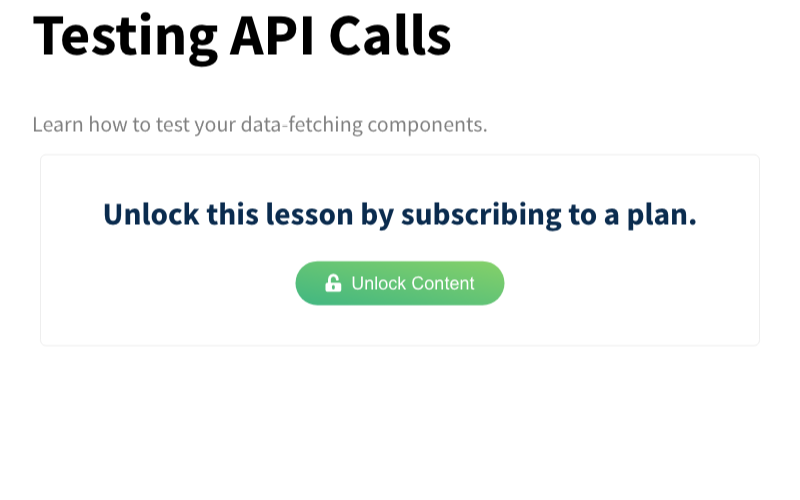 Testing API Calls
Learn how to test your data-fetching components.
Unlock this lesson by subscribing to a plan.
Unlock Content